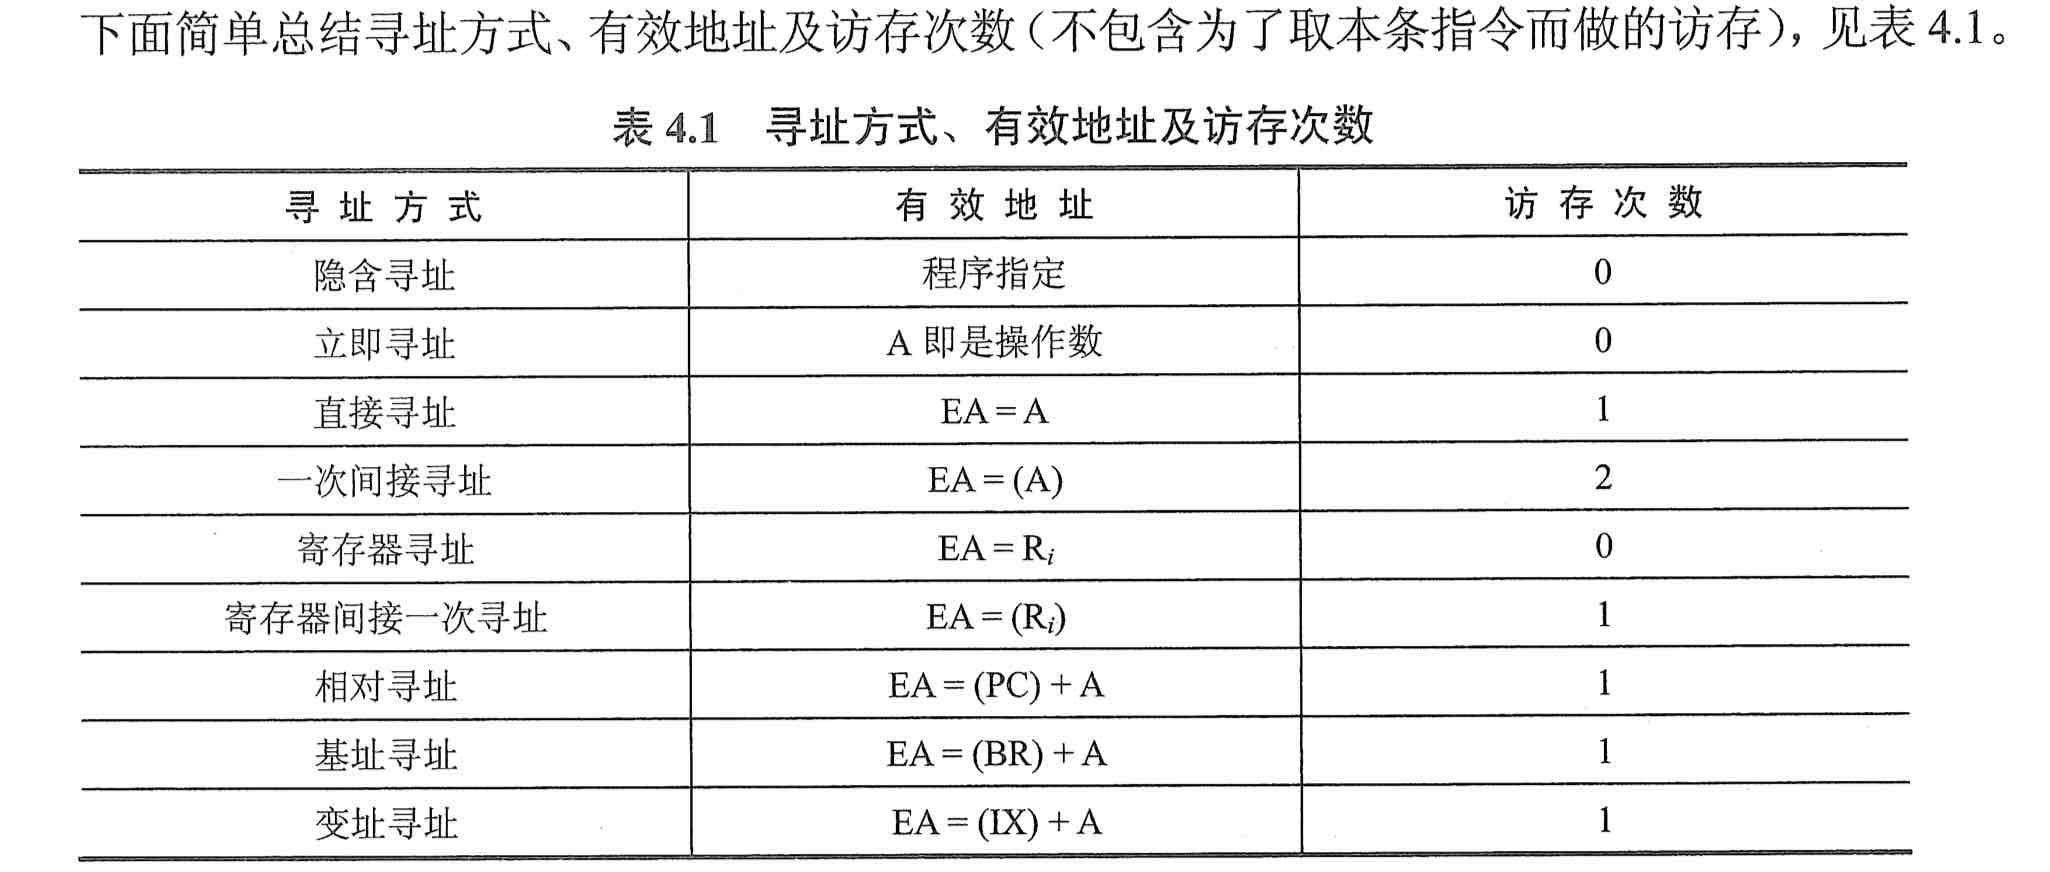 下面简单总结寻址方式、有效地址及访存次数（不包含为了取本条指令而做的访存），见表 4.1。
表 4.1 寻址方式、有效地址及访存次数
寻址方式 有效地址 访存次数
隐含寻址 程序指定 0
立即寻址 A 即是操作数 0
直接寻址 EA = A 1
一次间接寻址 EA = (A) 2
寄存器寻址 EA = Ri 0
寄存器间接一次寻址 EA = (Ri) 1
相对寻址 EA = (PC) + A 1
基址寻址 EA = (BR) + A 1
变址寻址 EA = (IX) + A 1